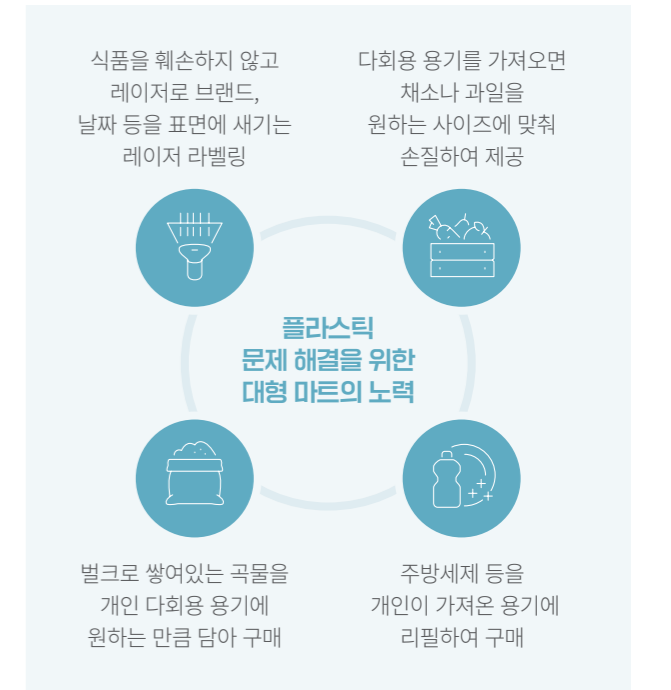 식품을 훼손하지 않고
레이저로 브랜드,
날짜 등을 표면에 새기는
레이저 라벨링
다회용 용기를 가져오면
채소나 과일을
원하는 사이즈에 맞춰
손질하여 제공
플라스틱
문제 해결을 위한
대형 마트의 노력
벌크로 쌓여있는 곡물을
개인 다회용 용기에
원하는 만큼 담아 구매
주방세제 등을
개인이 가져온 용기에
리필하여 구매